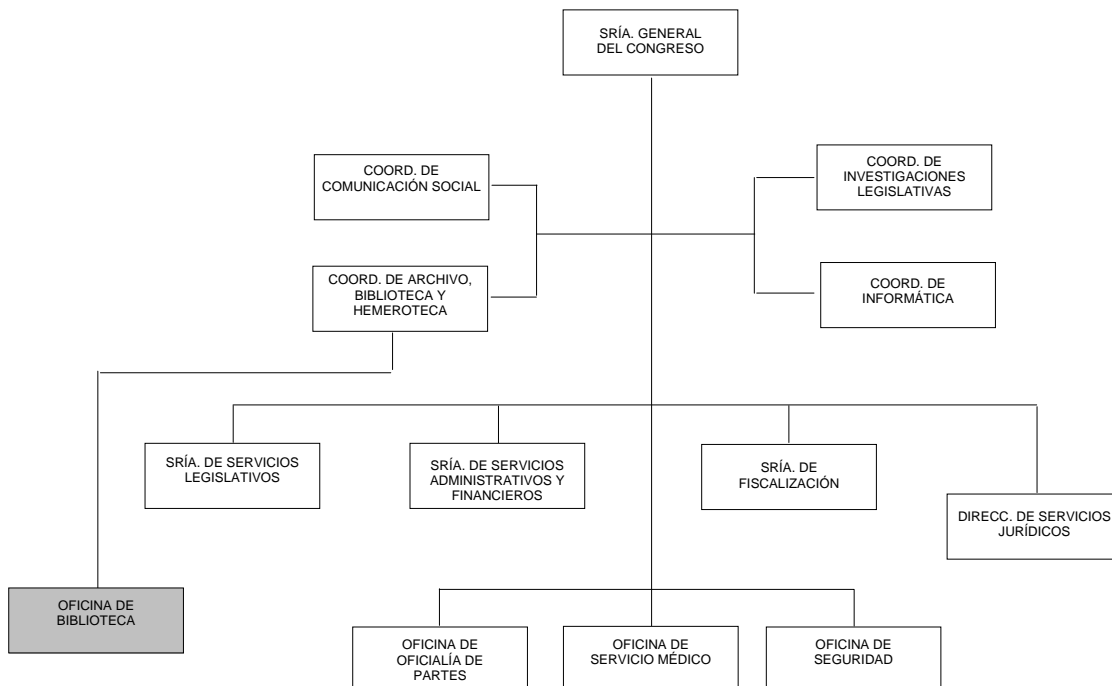 SRÍA. GENERAL
DEL CONGRESO
COORD. DE
COMUNICACIÓN SOCIAL
COORD. DE
INVESTIGACIONES
LEGISLATIVAS
COORD. DE ARCHIVO,
BIBLIOTECA Y
HEMEROTECA
COORD. DE
INFORMÁTICA
SRÍA. DE SERVICIOS
LEGISLATIVOS
SRÍA. DE SERVICIOS
ADMINISTRATIVOS Y
FINANCIEROS
SRÍA. DE
FISCALIZACIÓN
DIRECC. DE SERVICIOS
JURÍDICOS
OFICINA DE
BIBLIOTECA
OFICINA DE
OFICIALÍA DE
PARTES
OFICINA DE
SERVICIO MÉDICO
OFICINA DE
SEGURIDAD